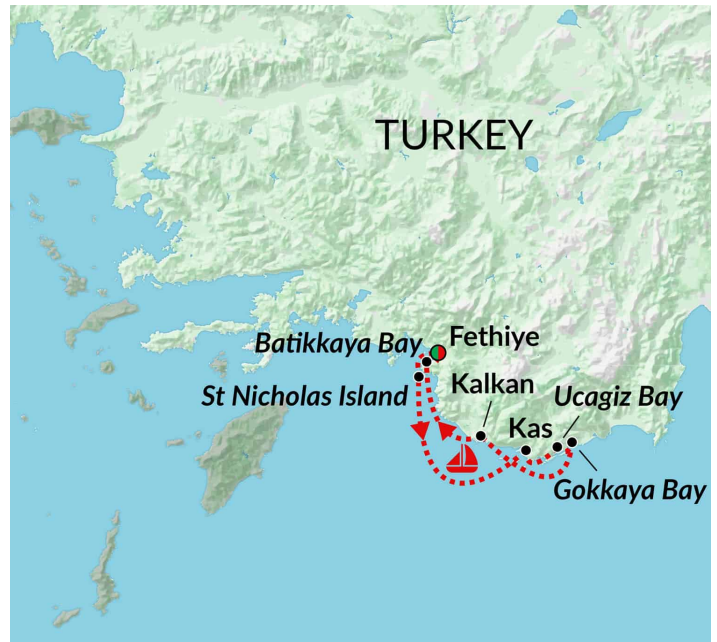 TURKEY
Fethiye
Batikkaya Bay
St Nicholas Island
Kalkan
Ucagiz Bay
Kas
Gokkaya Bay